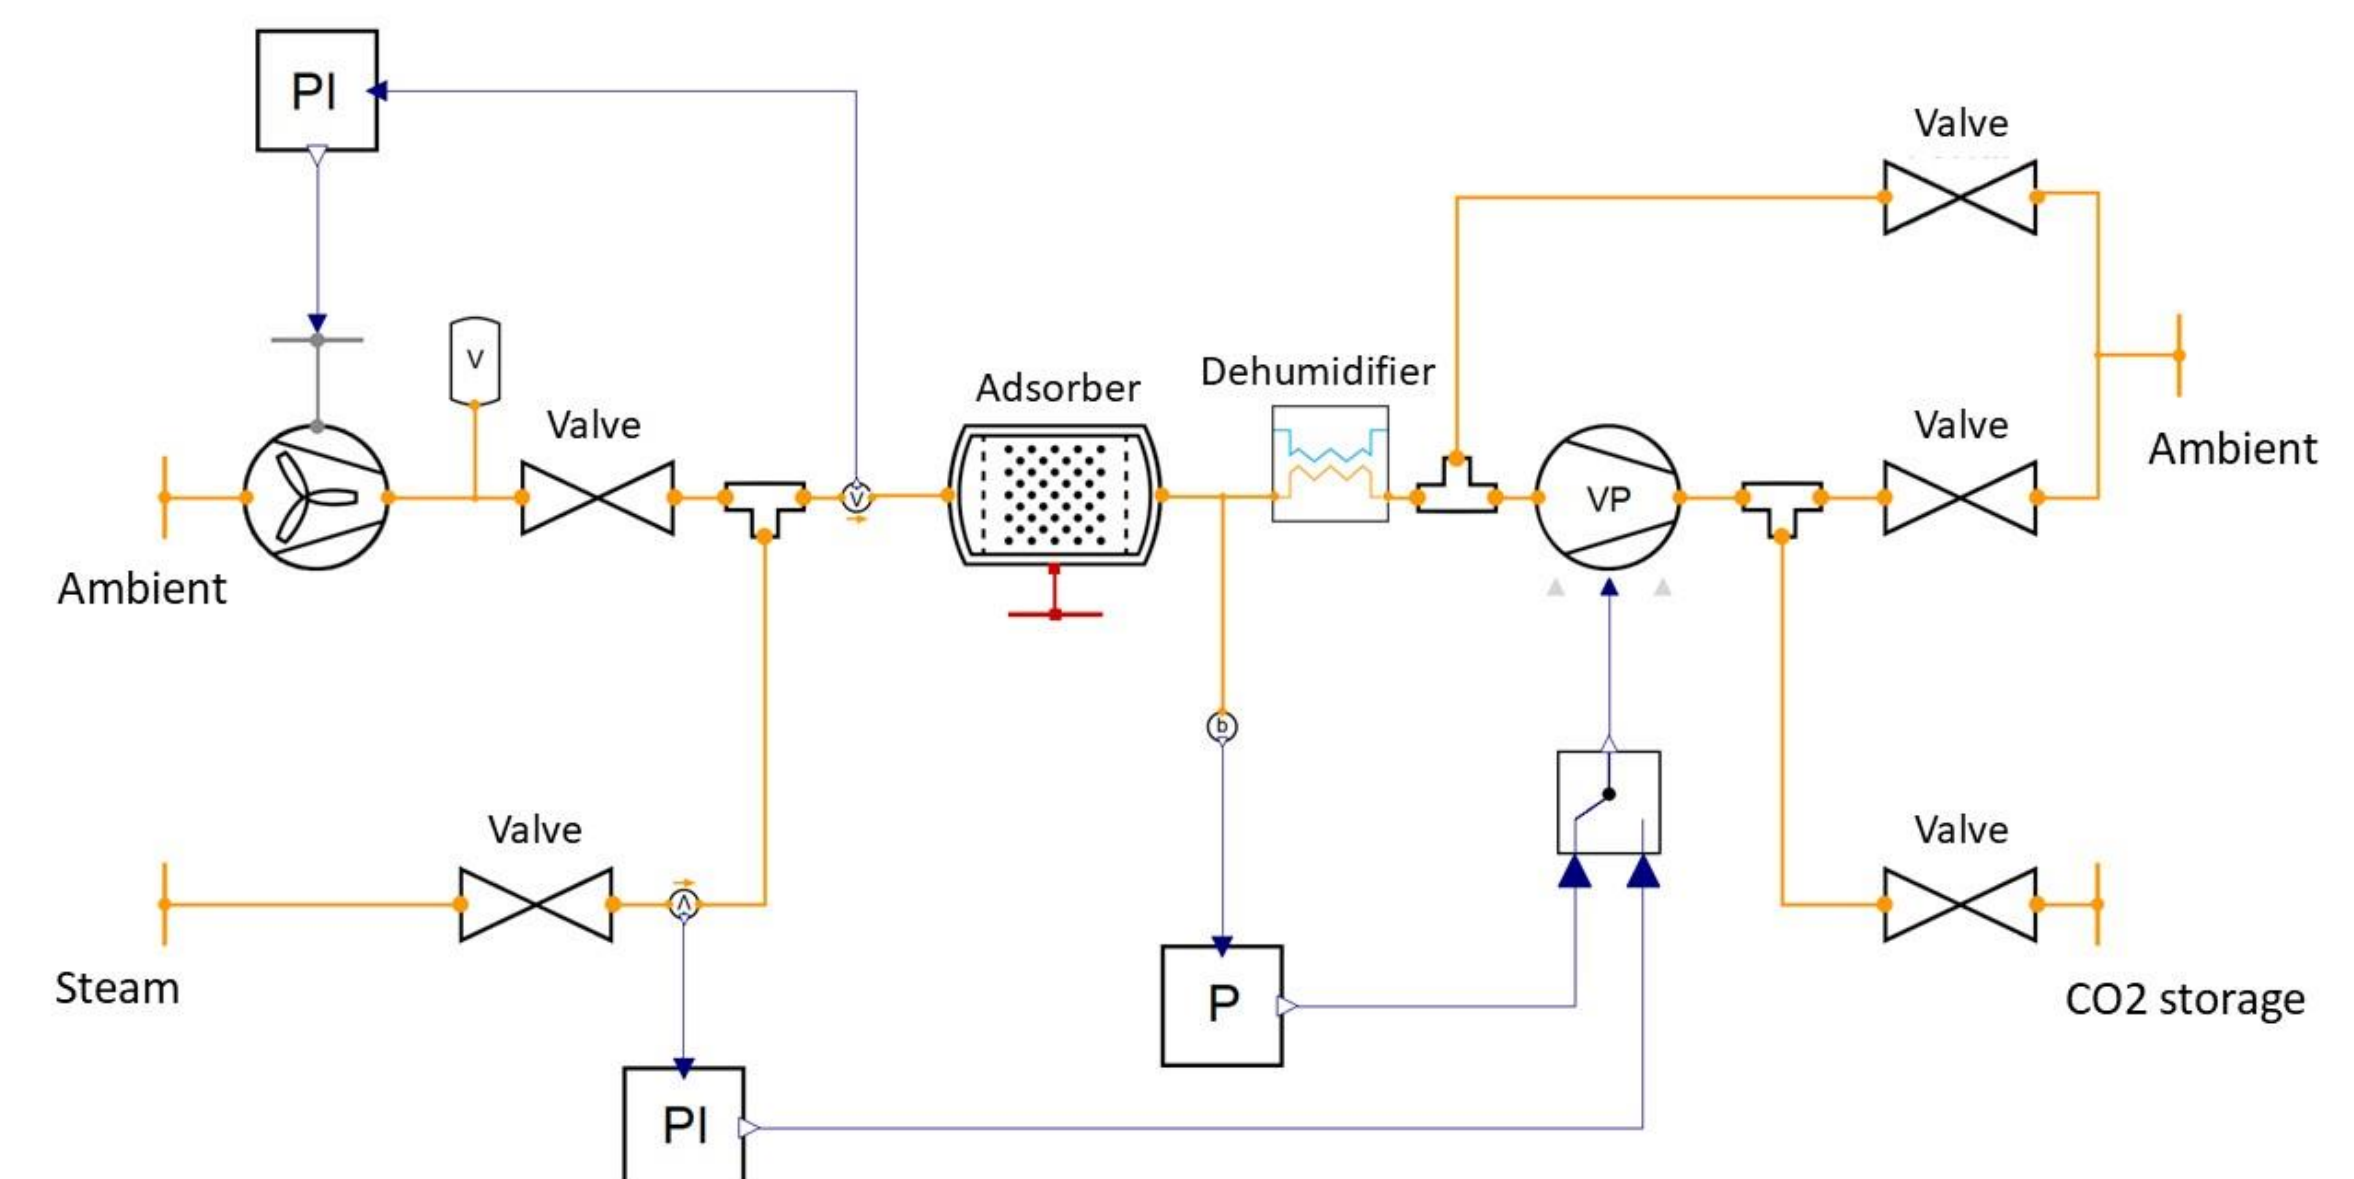 PI
Valve
V
Valve
Adsorber
Dehumidifier
V
VP
Valve
Ambient
Ambient
b
Valve
Valve
V
Steam
P
CO2 storage
PI